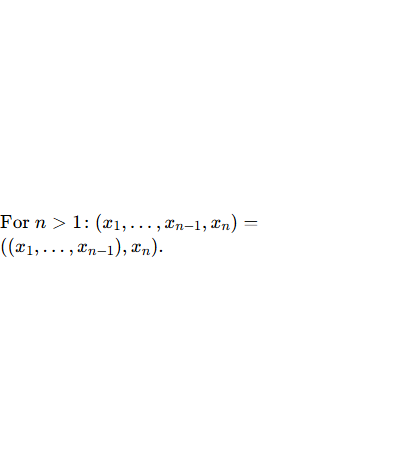 For n > 1: (x₁, . . . , xₙ₋₁, xₙ) =
((x₁, . . . , xₙ₋₁), xₙ).